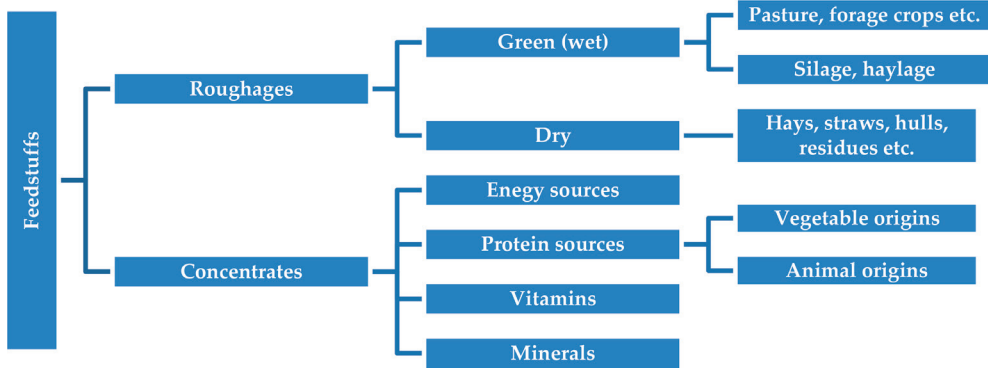 Feedstuffs
Roughages
Green (wet)
Pasture, forage crops etc.
Silage, haylage
Dry
Hays, straws, hulls,
residues etc.
Concentrates
Enegy sources
Protein sources
Vegetable origins
Animal origins
Vitamins
Minerals